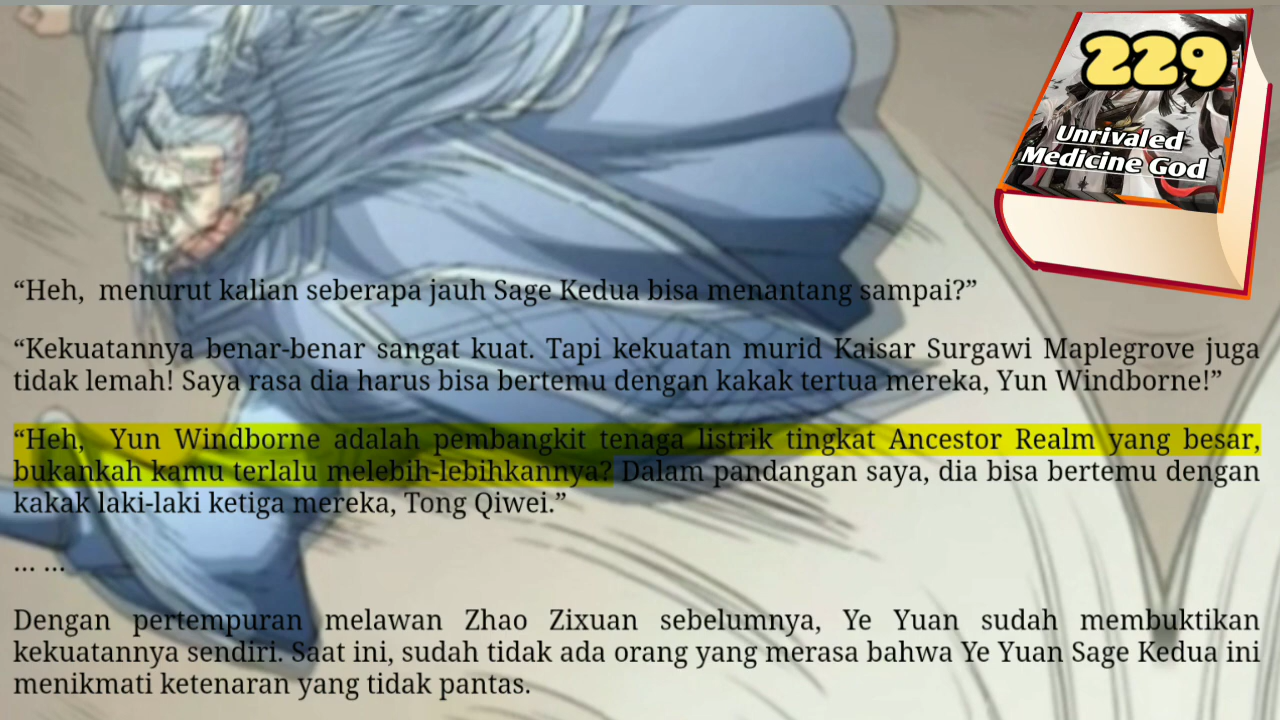 229
Unrivaled
Medicine God
“Heh, menurut kalian seberapa jauh Sage Kedua bisa menantang sampai?”
“Kekuatannya benar-benar sangat kuat. Tapi kekuatan murid Kaisar Surgawi Maplegrove juga
tidak lemah! Saya rasa dia harus bisa bertemu dengan kakak tertua mereka, Yun Windborne!”
“Heh, Yun Windborne adalah pembangkit tenaga listrik tingkat Ancestor Realm yang besar,
bukankah kamu terlalu melebih-lebihkannya? Dalam pandangan saya, dia bisa bertemu dengan
kakak laki-laki ketiga mereka, Tong Qiwei.”
... ...
Dengan pertempuran melawan Zhao Zixuan sebelumnya, Ye Yuan sudah membuktikan
kekuatannya sendiri. Saat ini, sudah tidak ada orang yang merasa bahwa Ye Yuan Sage Kedua ini
menikmati ketenaran yang tidak pantas.